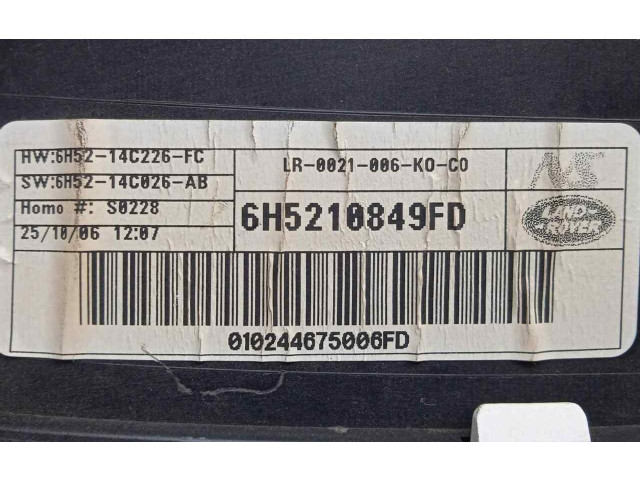 HW:6H52-14C226-FC
SW:6H52-14C026-AB
Homo #: S0228
25/10/06 12:07
LR-0021-006-KO-CO
6H5210849FD
LAND
ROVER
010244675006FD